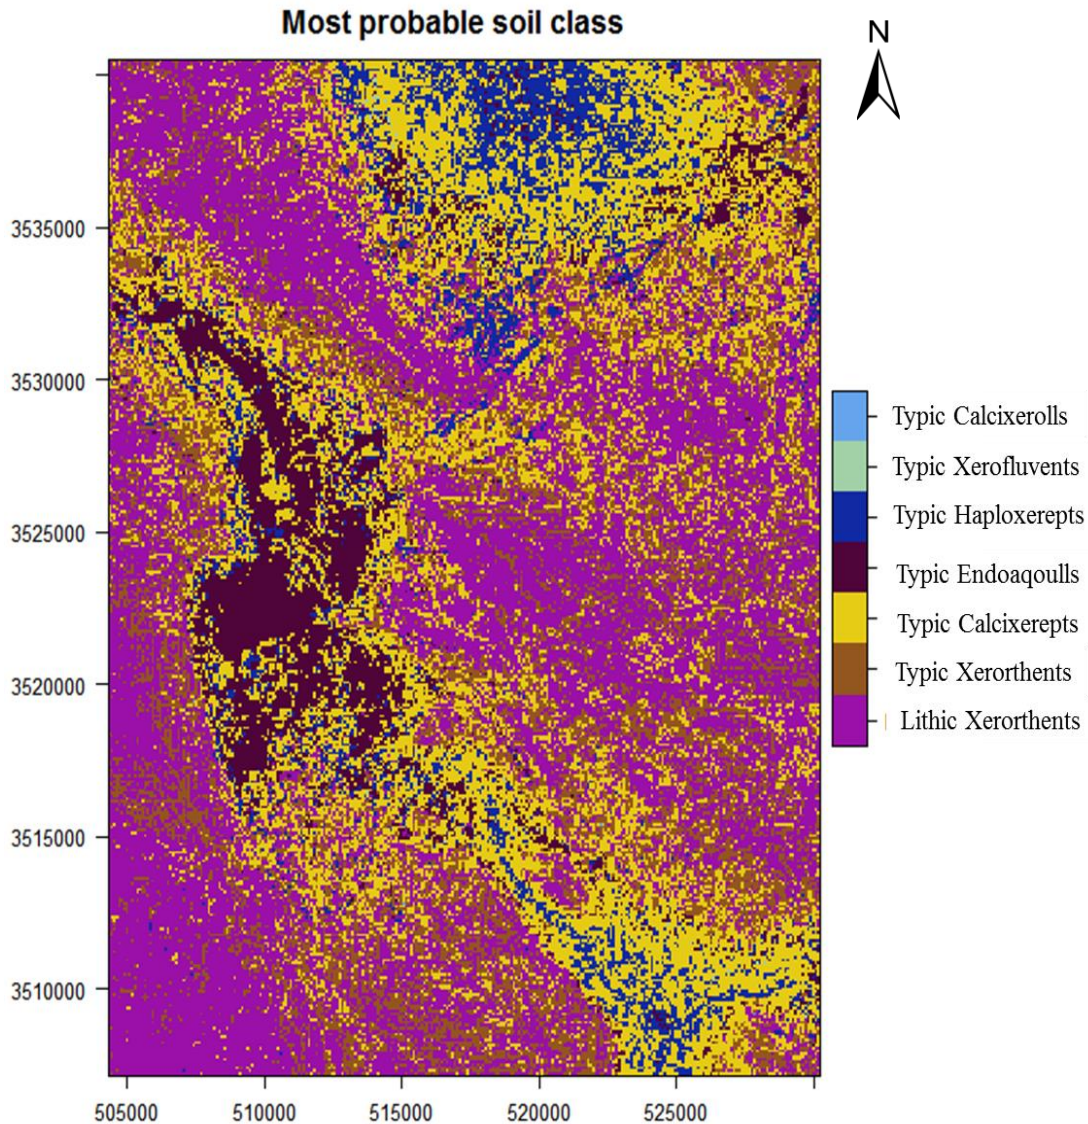 Most probable soil class
N
3535000
3530000
3525000
3520000
3515000
3510000
505000 510000 515000 520000 525000
Typic Calcixerolls
Typic Xerofluvents
Typic Haploxerepts
Typic Endoaqoulls
Typic Calcixerepts
Typic Xerorthents
Lithic Xerorthents